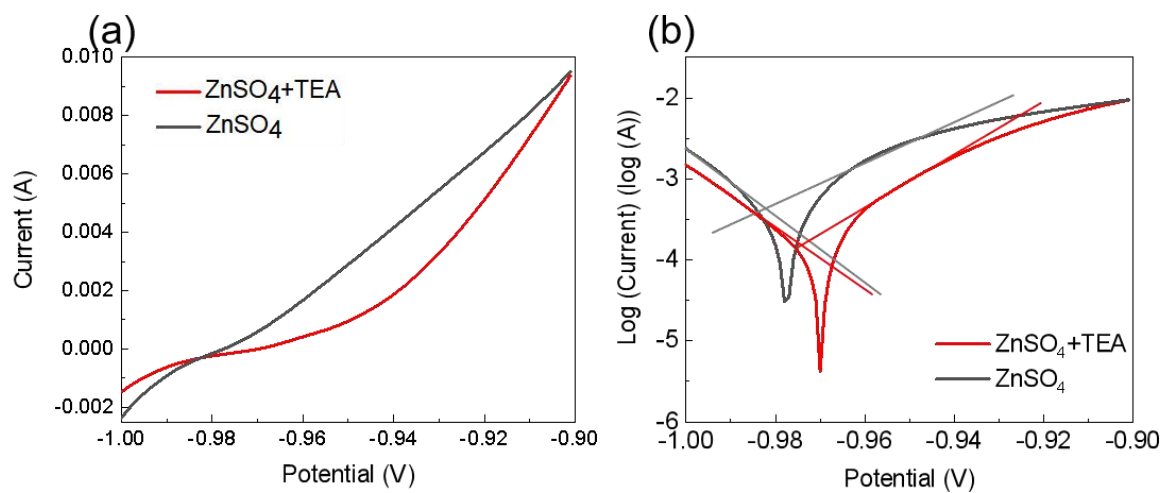 (a)
0.010
0.008
0.006
0.004
0.002
0.000
-0.002
-1.00
-0.98
-0.96
-0.94
-0.92
-0.90
Current (A)
Potential (V)
ZnSO4+TEA
ZnSO4
(b)
-2
-3
-4
-5
-6
-1.00
-0.98
-0.96
-0.94
-0.92
-0.90
Log (Current) (log (A))
Potential (V)
ZnSO₄+TEA
ZnSO₄